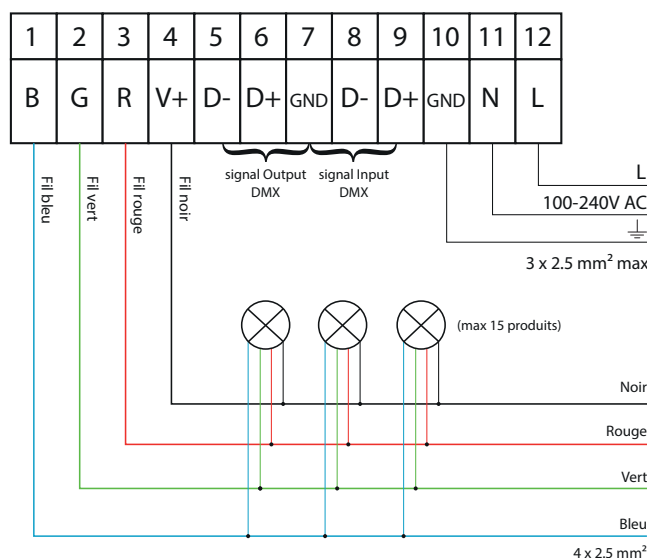 1 2 3 4 5 6 7 8 9 10 11 12
B G R V+ D- D+ GND D- D+ GND N L
Fil bleu
Fil vert
Fil rouge
Fil noir
signal Output
DMX
signal Input
DMX
L
100-240V AC
3 x 2.5 mm² max
(max 15 produits)
Noir
Rouge
Vert
Bleu
4 x 2.5 mm²